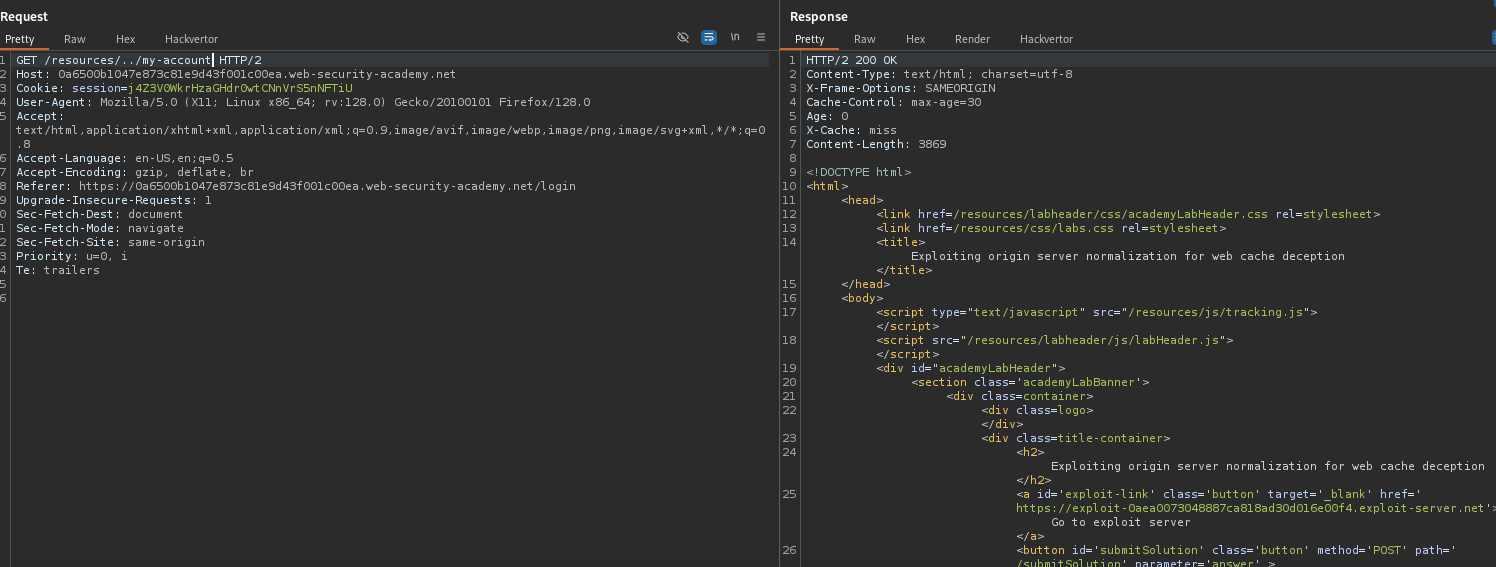 Request
Pretty Raw Hex Hackvertor \n
1 GET /resources/../my-account HTTP/2
2 Host: 0a6500b1047e873c81e9d43f001c00ea.web-security-academy.net
3 Cookie: session=j4Z3VOWkrHzaGHdrOwtCNnVrS5nNFTiU
4 User-Agent: Mozilla/5.0 (X11; Linux x86_64; rv:128.0) Gecko/20100101 Firefox/128.0
5 Accept:
text/html,application/xhtml+xml,application/xml;q=0.9,image/avif,image/webp,image/png,image/svg+xml,*/*;q=0
.8
6 Accept-Language: en-US,en;q=0.5
7 Accept-Encoding: gzip, deflate, br
8 Referer: https://0a6500b1047e873c81e9d43f001c00ea.web-security-academy.net/login
9 Upgrade-Insecure-Requests: 1
0 Sec-Fetch-Dest: document
1 Sec-Fetch-Mode: navigate
2 Sec-Fetch-Site: same-origin
3 Priority: u=0, i
4 Te: trailers
5
6
Response
Pretty Raw Hex Render Hackvertor
1 HTTP/2 200 OK
2 Content-Type: text/html; charset=utf-8
3 X-Frame-Options: SAMEORIGIN
4 Cache-Control: max-age=30
5 Age: 0
6 X-Cache: miss
7 Content-Length: 3869
8
9 <!DOCTYPE html>
10 <html>
11 <head>
12 <link href=/resources/labheader/css/academyLabHeader.css rel=stylesheet>
13 <link href=/resources/css/labs.css rel=stylesheet>
14 <title>
Exploiting origin server normalization for web cache deception
</title>
15 </head>
16 <body>
17 <script type="text/javascript" src="/resources/js/tracking.js">
</script>
18 <script src="/resources/labheader/js/labHeader.js">
</script>
19 <div id="academyLabHeader">
20 <section class='academyLabBanner'>
21 <div class=container>
22 <div class=logo>
</div>
23 <div class=title-container>
24 <h2>
Exploiting origin server normalization for web cache deception
</h2>
25 <a id='exploit-link' class='button' target='_blank' href='
https://exploit-0aea0073048887ca818ad30d016e00f4.exploit-server.net'>
Go to exploit server
</a>
26 <button id='submitSolution' class='button' method='POST' path='
/submitSolution' parameter='answer' >